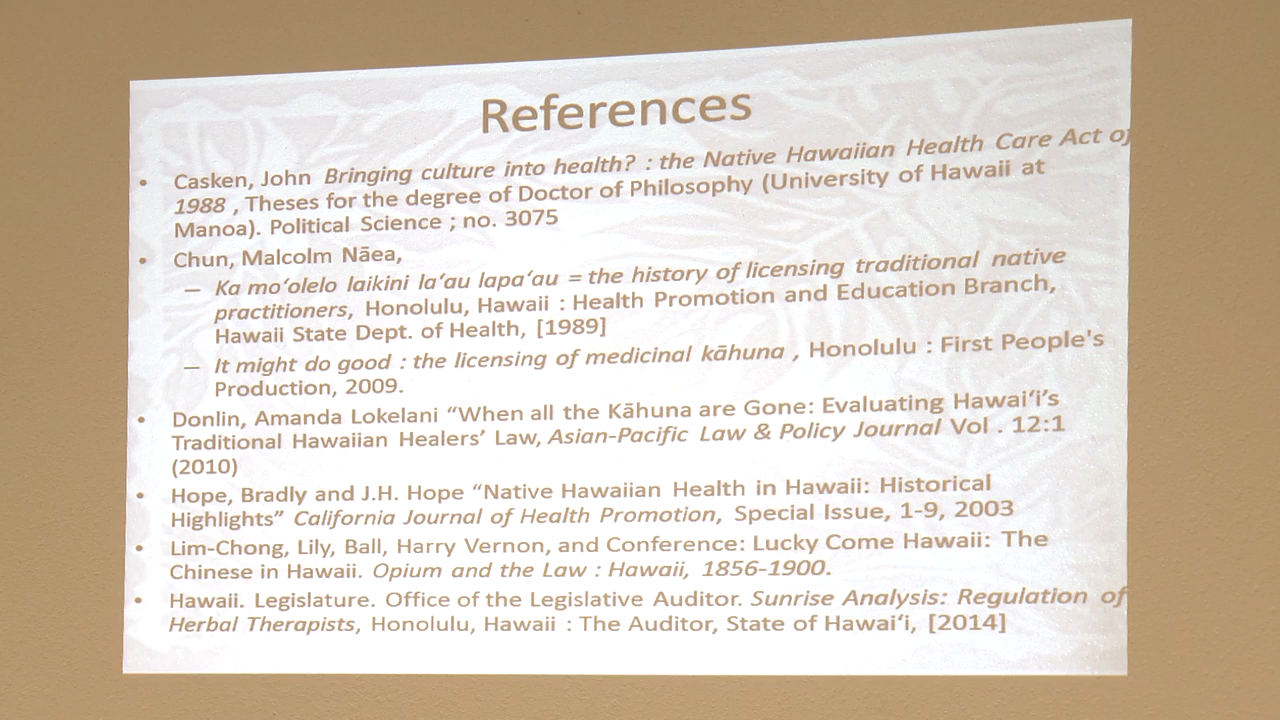 References
• Casken, John Bringing culture into health? : the Native Hawaiian Health Care Act of
1988 , Theses for the degree of Doctor of Philosophy (University of Hawaii at
Manoa). Political Science ; no. 3075
• Chun, Malcolm Nāea,
– Ka moʻolelo laikini laʻau lapaʻau = the history of licensing traditional native
practitioners, Honolulu, Hawaii : Health Promotion and Education Branch,
Hawaii State Dept. of Health, [1989]
– It might do good : the licensing of medicinal kāhuna , Honolulu : First People's
Production, 2009.
• Donlin, Amanda Lokelani “When all the Kāhuna are Gone: Evaluating Hawaiʻi’s
Traditional Hawaiian Healers’ Law, Asian-Pacific Law & Policy Journal Vol . 12:1
(2010)
• Hope, Bradly and J.H. Hope “Native Hawaiian Health in Hawaii: Historical
Highlights” California Journal of Health Promotion, Special Issue, 1-9, 2003
• Lim-Chong, Lily, Ball, Harry Vernon, and Conference: Lucky Come Hawaii: The
Chinese in Hawaii. Opium and the Law : Hawaii, 1856-1900.
• Hawaii. Legislature. Office of the Legislative Auditor. Sunrise Analysis: Regulation of
Herbal Therapists, Honolulu, Hawaii : The Auditor, State of Hawaiʻi, [2014]